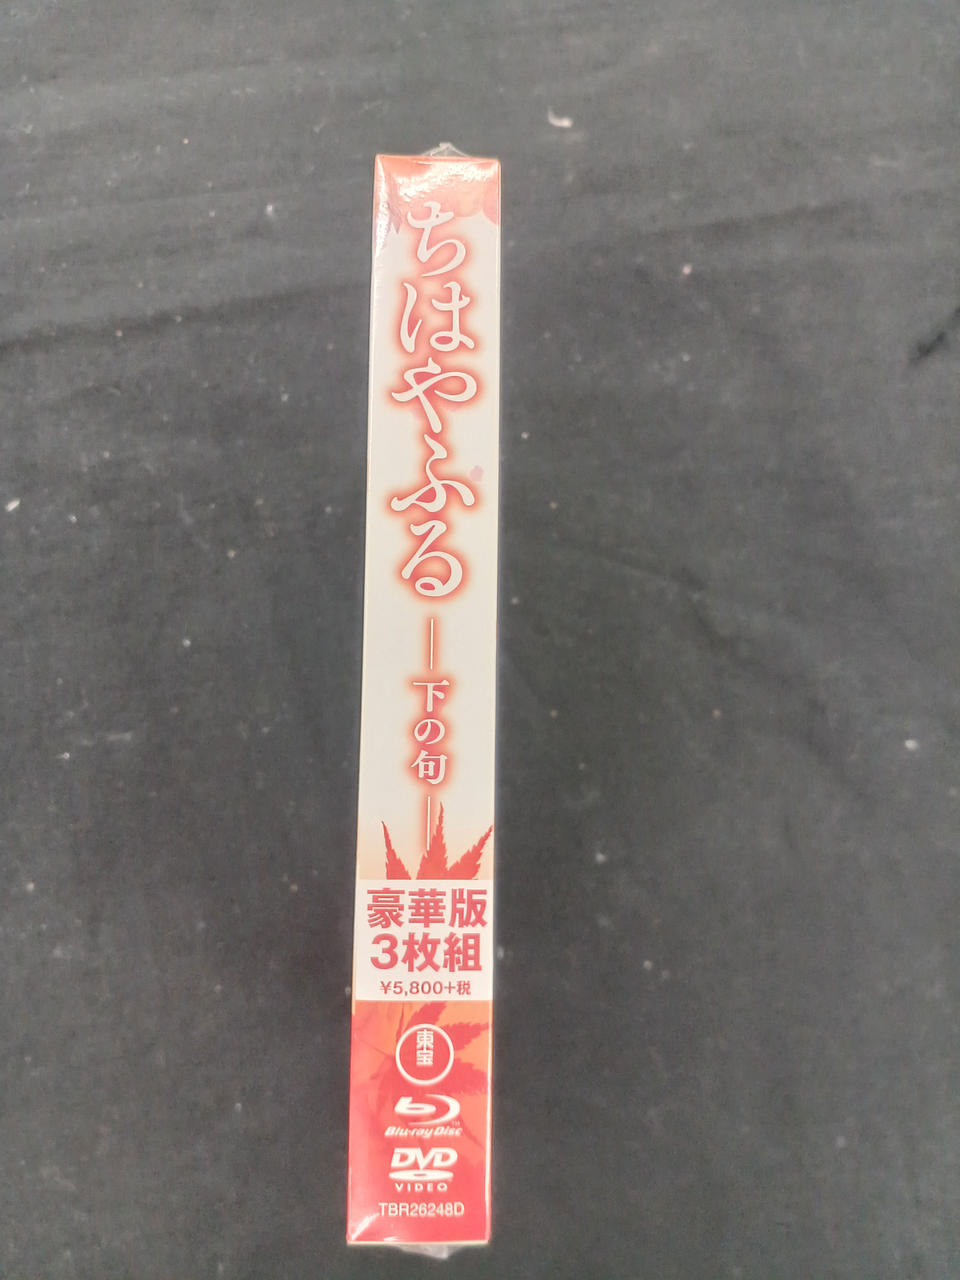 ちはやふる
―下の句―
豪華版
3枚組
¥5,800+税
東宝
Blu-ray Disc
TM
DVD
VIDEO
TBR26248D